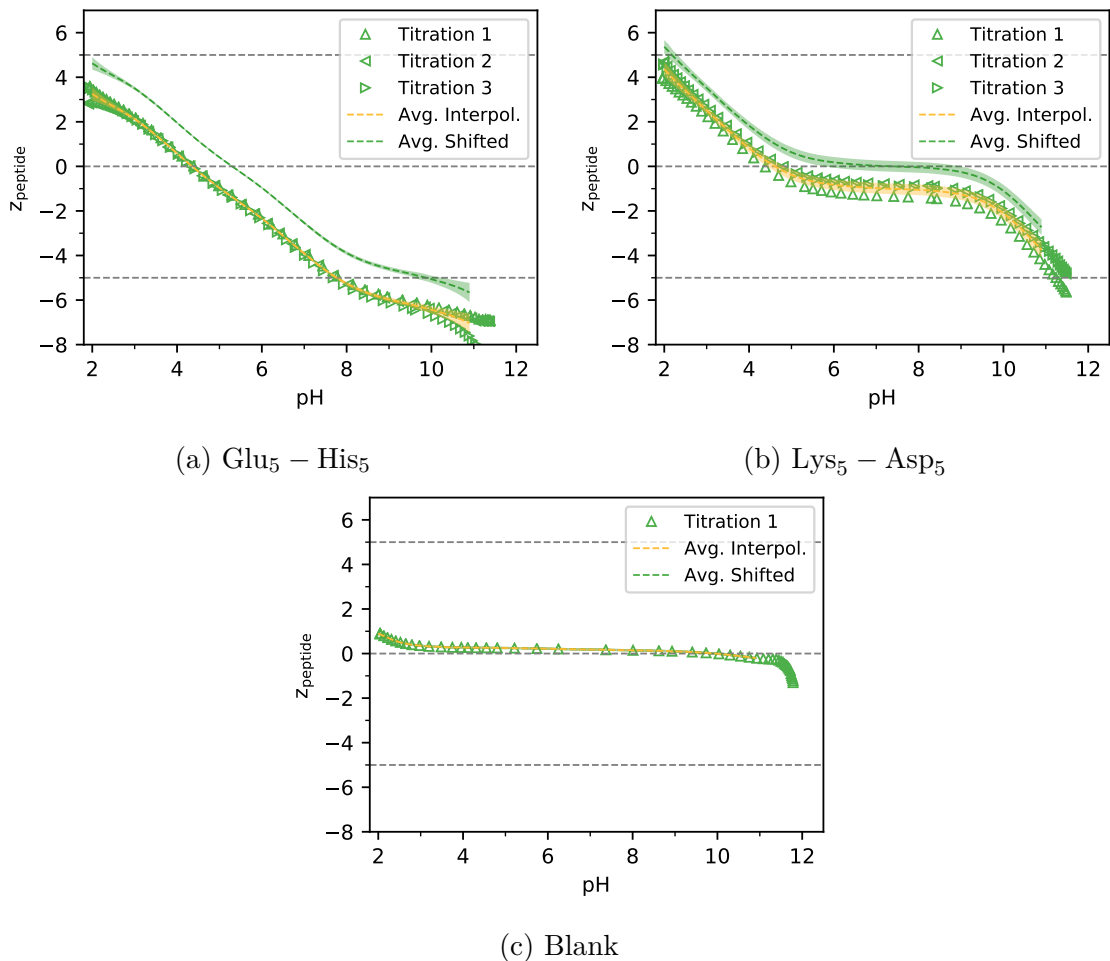 6
4
2
0
−2
−4
−6
−8
z_peptide
2 4 6 8 10 12
pH
Titration 1
Titration 2
Titration 3
Avg. Interpol.
Avg. Shifted
(a) Glu₅ − His₅
6
4
2
0
−2
−4
−6
−8
z_peptide
2 4 6 8 10 12
pH
Titration 1
Titration 2
Titration 3
Avg. Interpol.
Avg. Shifted
(b) Lys₅ − Asp₅
6
4
2
0
−2
−4
−6
−8
z_peptide
2 4 6 8 10 12
pH
Titration 1
Avg. Interpol.
Avg. Shifted
(c) Blank